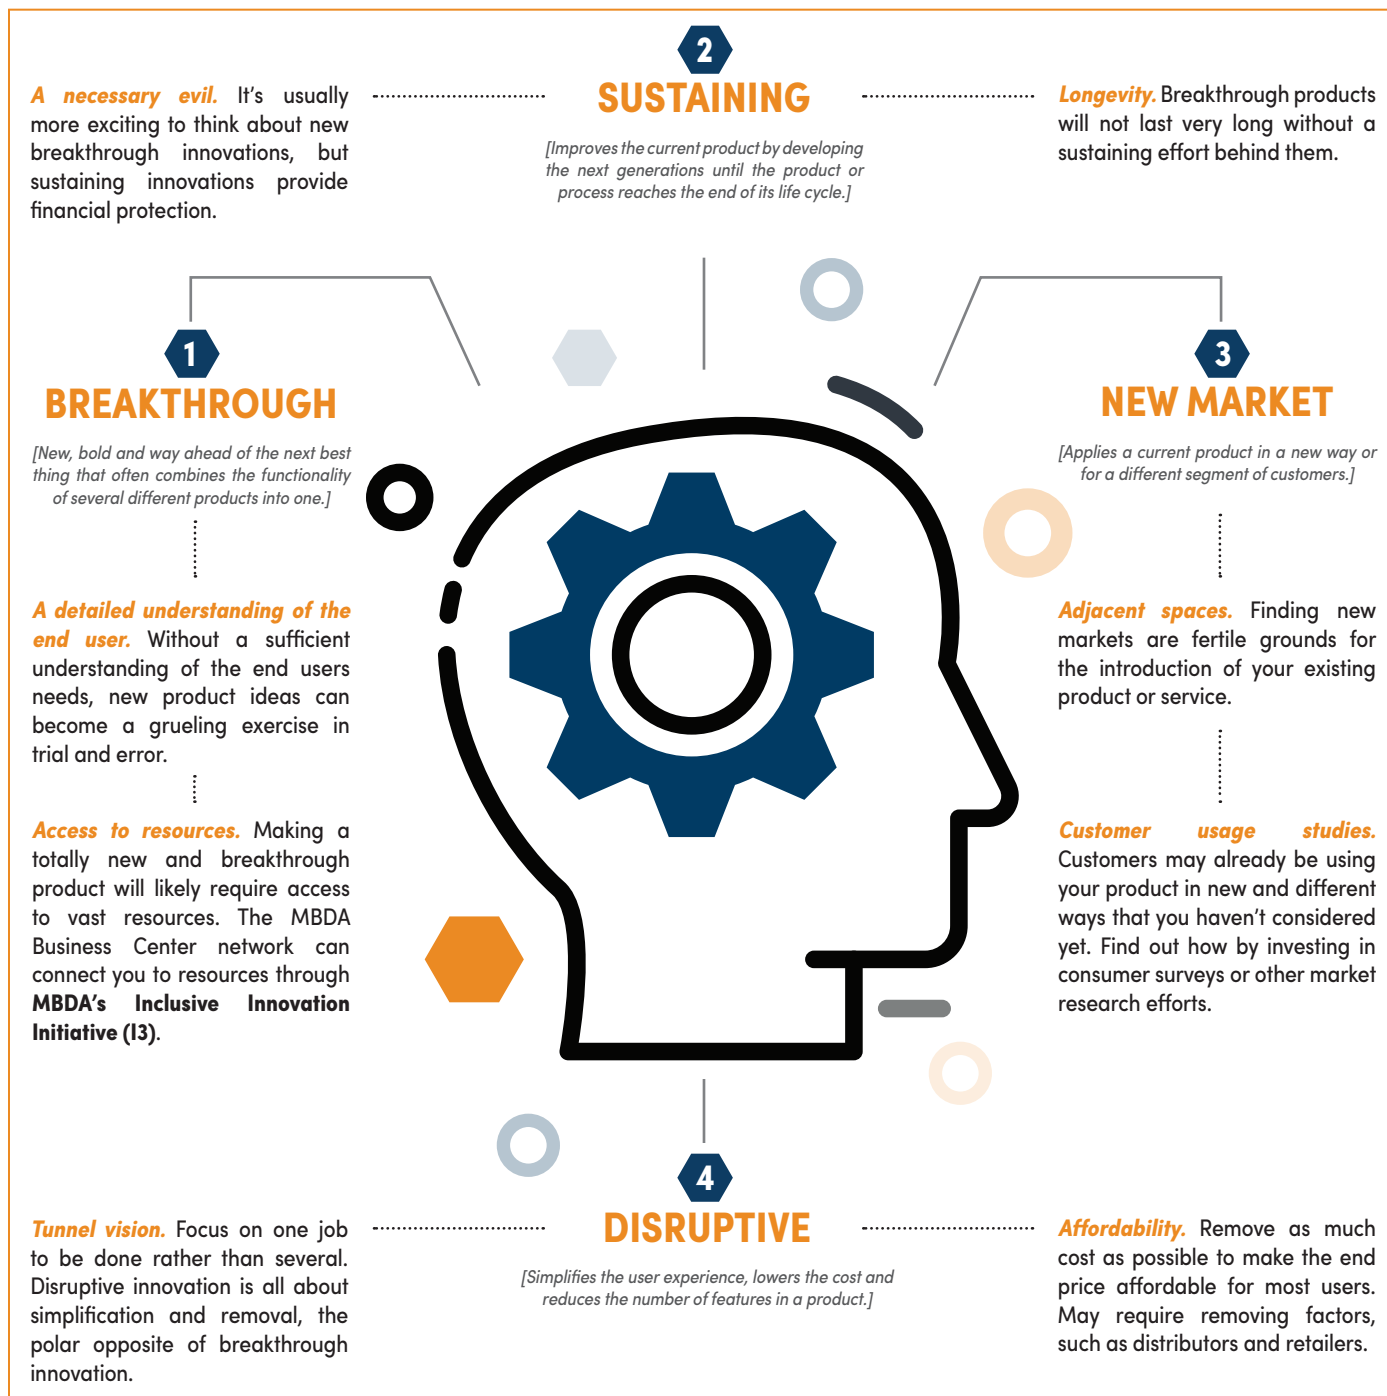 2
SUSTAINING
[Improves the current product by developing
the next generations until the product or
process reaches the end of its life cycle.]
A necessary evil. It's usually
more exciting to think about new
breakthrough innovations, but
sustaining innovations provide
financial protection.
Longevity. Breakthrough products
will not last very long without a
sustaining effort behind them.
1
BREAKTHROUGH
[New, bold and way ahead of the next best
thing that often combines the functionality
of several different products into one.]
A detailed understanding of the
end user. Without a sufficient
understanding of the end users
needs, new product ideas can
become a grueling exercise in
trial and error.
Access to resources. Making a
totally new and breakthrough
product will likely require access
to vast resources. The MBDA
Business Center network can
connect you to resources through
MBDA's Inclusive Innovation
Initiative (I3).
3
NEW MARKET
[Applies a current product in a new way or
for a different segment of customers.]
Adjacent spaces. Finding new
markets are fertile grounds for
the introduction of your existing
product or service.
Customer usage studies.
Customers may already be using
your product in new and different
ways that you haven't considered
yet. Find out how by investing in
consumer surveys or other market
research efforts.
4
DISRUPTIVE
[Simplifies the user experience, lowers the cost and
reduces the number of features in a product.]
Tunnel vision. Focus on one job
to be done rather than several.
Disruptive innovation is all about
simplification and removal, the
polar opposite of breakthrough
innovation.
Affordability. Remove as much
cost as possible to make the end
price affordable for most users.
May require removing factors,
such as distributors and retailers.